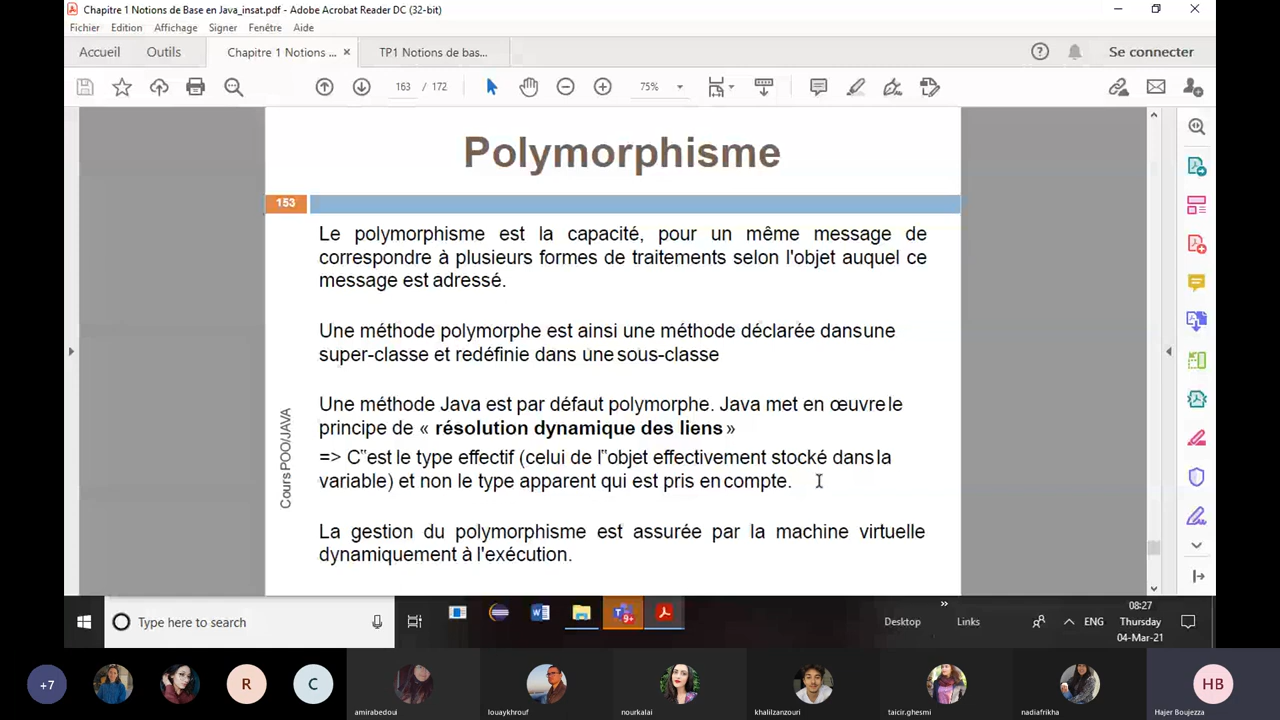 Chapitre 1 Notions de Base en Java_insat.pdf - Adobe Acrobat Reader DC (32-bit)
Fichier Edition Affichage Signer Fenêtre Aide
Accueil Outils Chapitre 1 Notions ... × TP1 Notions de bas... Se connecter
163 / 172 75%
Polymorphisme
153
Le polymorphisme est la capacité, pour un même message de
correspondre à plusieurs formes de traitements selon l'objet auquel ce
message est adressé.
Une méthode polymorphe est ainsi une méthode déclarée dansune
super-classe et redéfinie dans une sous-classe
Une méthode Java est par défaut polymorphe. Java met en œuvre le
principe de « résolution dynamique des liens »
=> C‟est le type effectif (celui de l‟objet effectivement stocké dans la
variable) et non le type apparent qui est pris en compte.
La gestion du polymorphisme est assurée par la machine virtuelle
dynamiquement à l'exécution.
Cours POO/JAVA
Type here to search
9+
Desktop
Links
ENG
08:27
Thursday
04-Mar-21
+7
R
C
HB
amirabedoui
louaykhrouf
nourkalai
khalilzanzouri
taicir.ghesmi
nadiafrikha
Hajer Boujezza